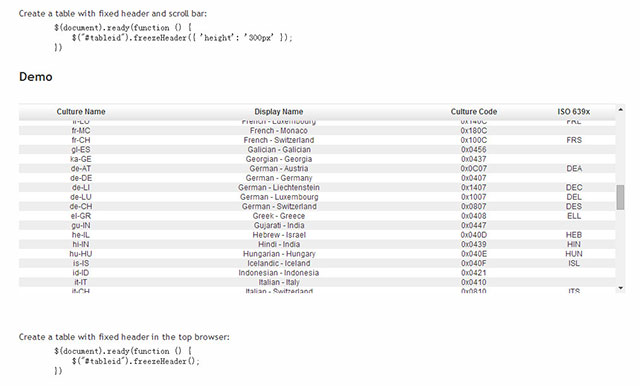 Create a table with fixed header and scroll bar:
$(document).ready(function () {
$("#tableid").freezeHeader({ 'height': '300px' });
})
Demo
Culture Name Display Name Culture Code ISO 639x
fr-LU French - Luxembourg 0x140C FRL
fr-MC French - Monaco 0x180C
fr-CH French - Switzerland 0x100C FRS
gl-ES Galician - Galician 0x0456
ka-GE Georgian - Georgia 0x0437
de-AT German - Austria 0x0C07 DEA
de-DE German - Germany 0x0407
de-LI German - Liechtenstein 0x1407 DEC
de-LU German - Luxembourg 0x1007 DEL
de-CH German - Switzerland 0x0807 DES
el-GR Greek - Greece 0x0408 ELL
gu-IN Gujarati - India 0x0447
he-IL Hebrew - Israel 0x040D HEB
hi-IN Hindi - India 0x0439 HIN
hu-HU Hungarian - Hungary 0x040E HUN
is-IS Icelandic - Iceland 0x040F ISL
id-ID Indonesian - Indonesia 0x0421
it-IT Italian - Italy 0x0410
it-CH Italian - Switzerland 0x0810 ITS
Create a table with fixed header in the top browser:
$(document).ready(function () {
$("#tableid").freezeHeader();
})